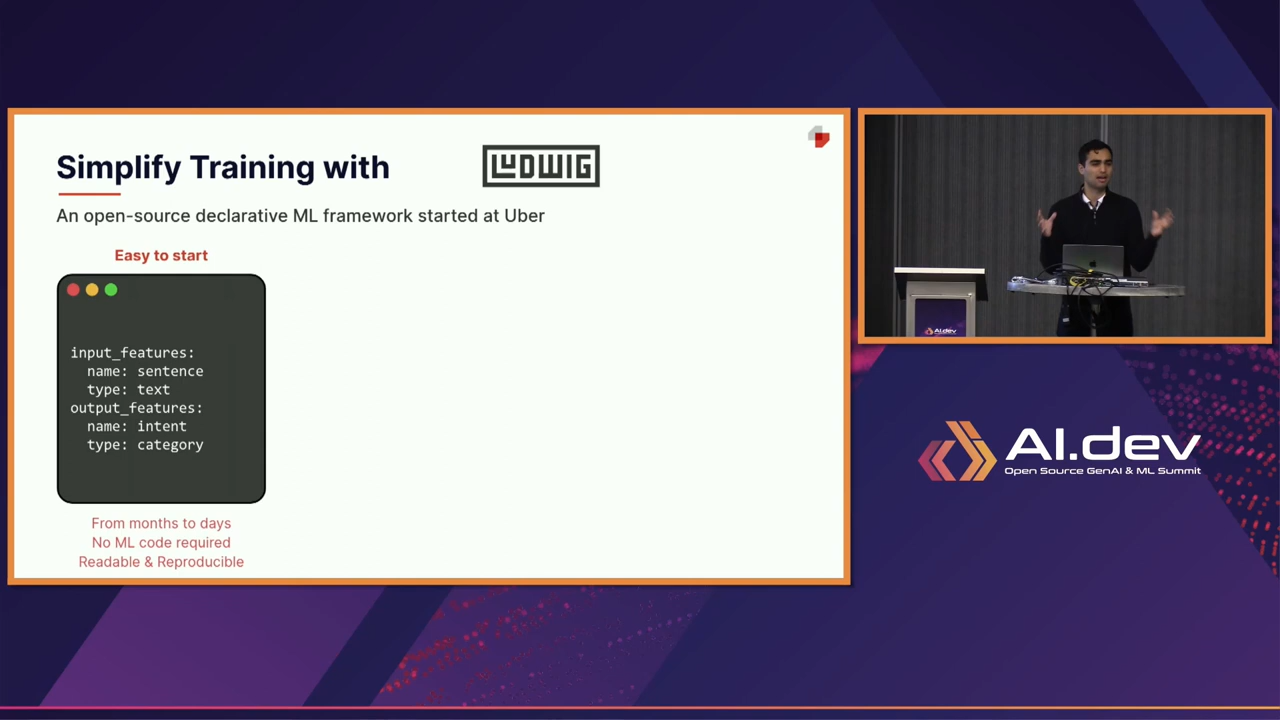 Simplify Training with
LUDWIG
An open-source declarative ML framework started at Uber
Easy to start
input_features:
  name: sentence
  type: text
output_features:
  name: intent
  type: category
From months to days
No ML code required
Readable & Reproducible
AI.dev
AI.dev
Open Source GenAI & ML Summit